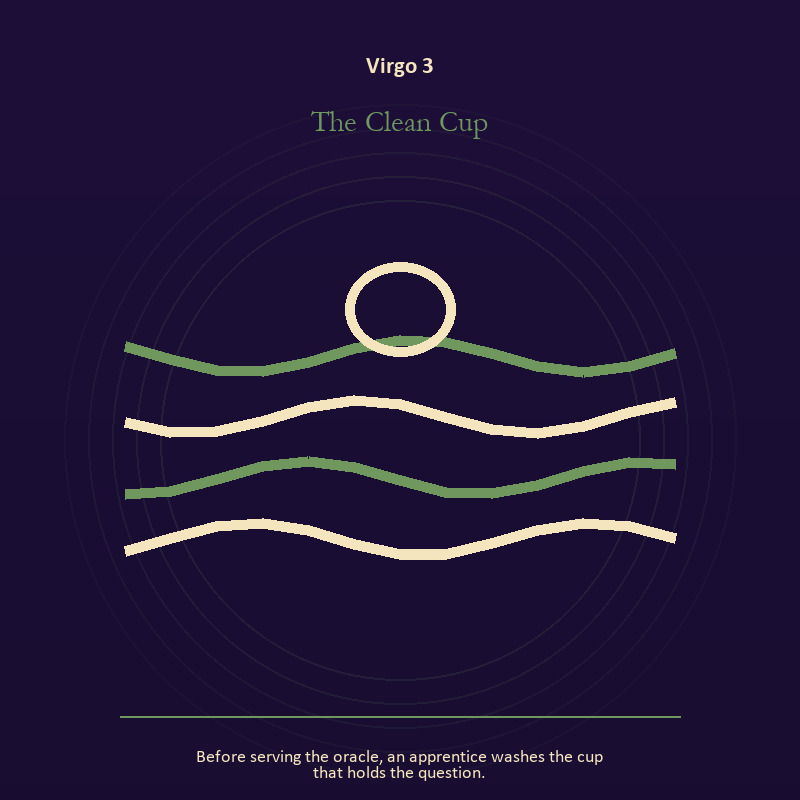 Virgo 3
The Clean Cup
Before serving the oracle, an apprentice washes the cup
that holds the question.